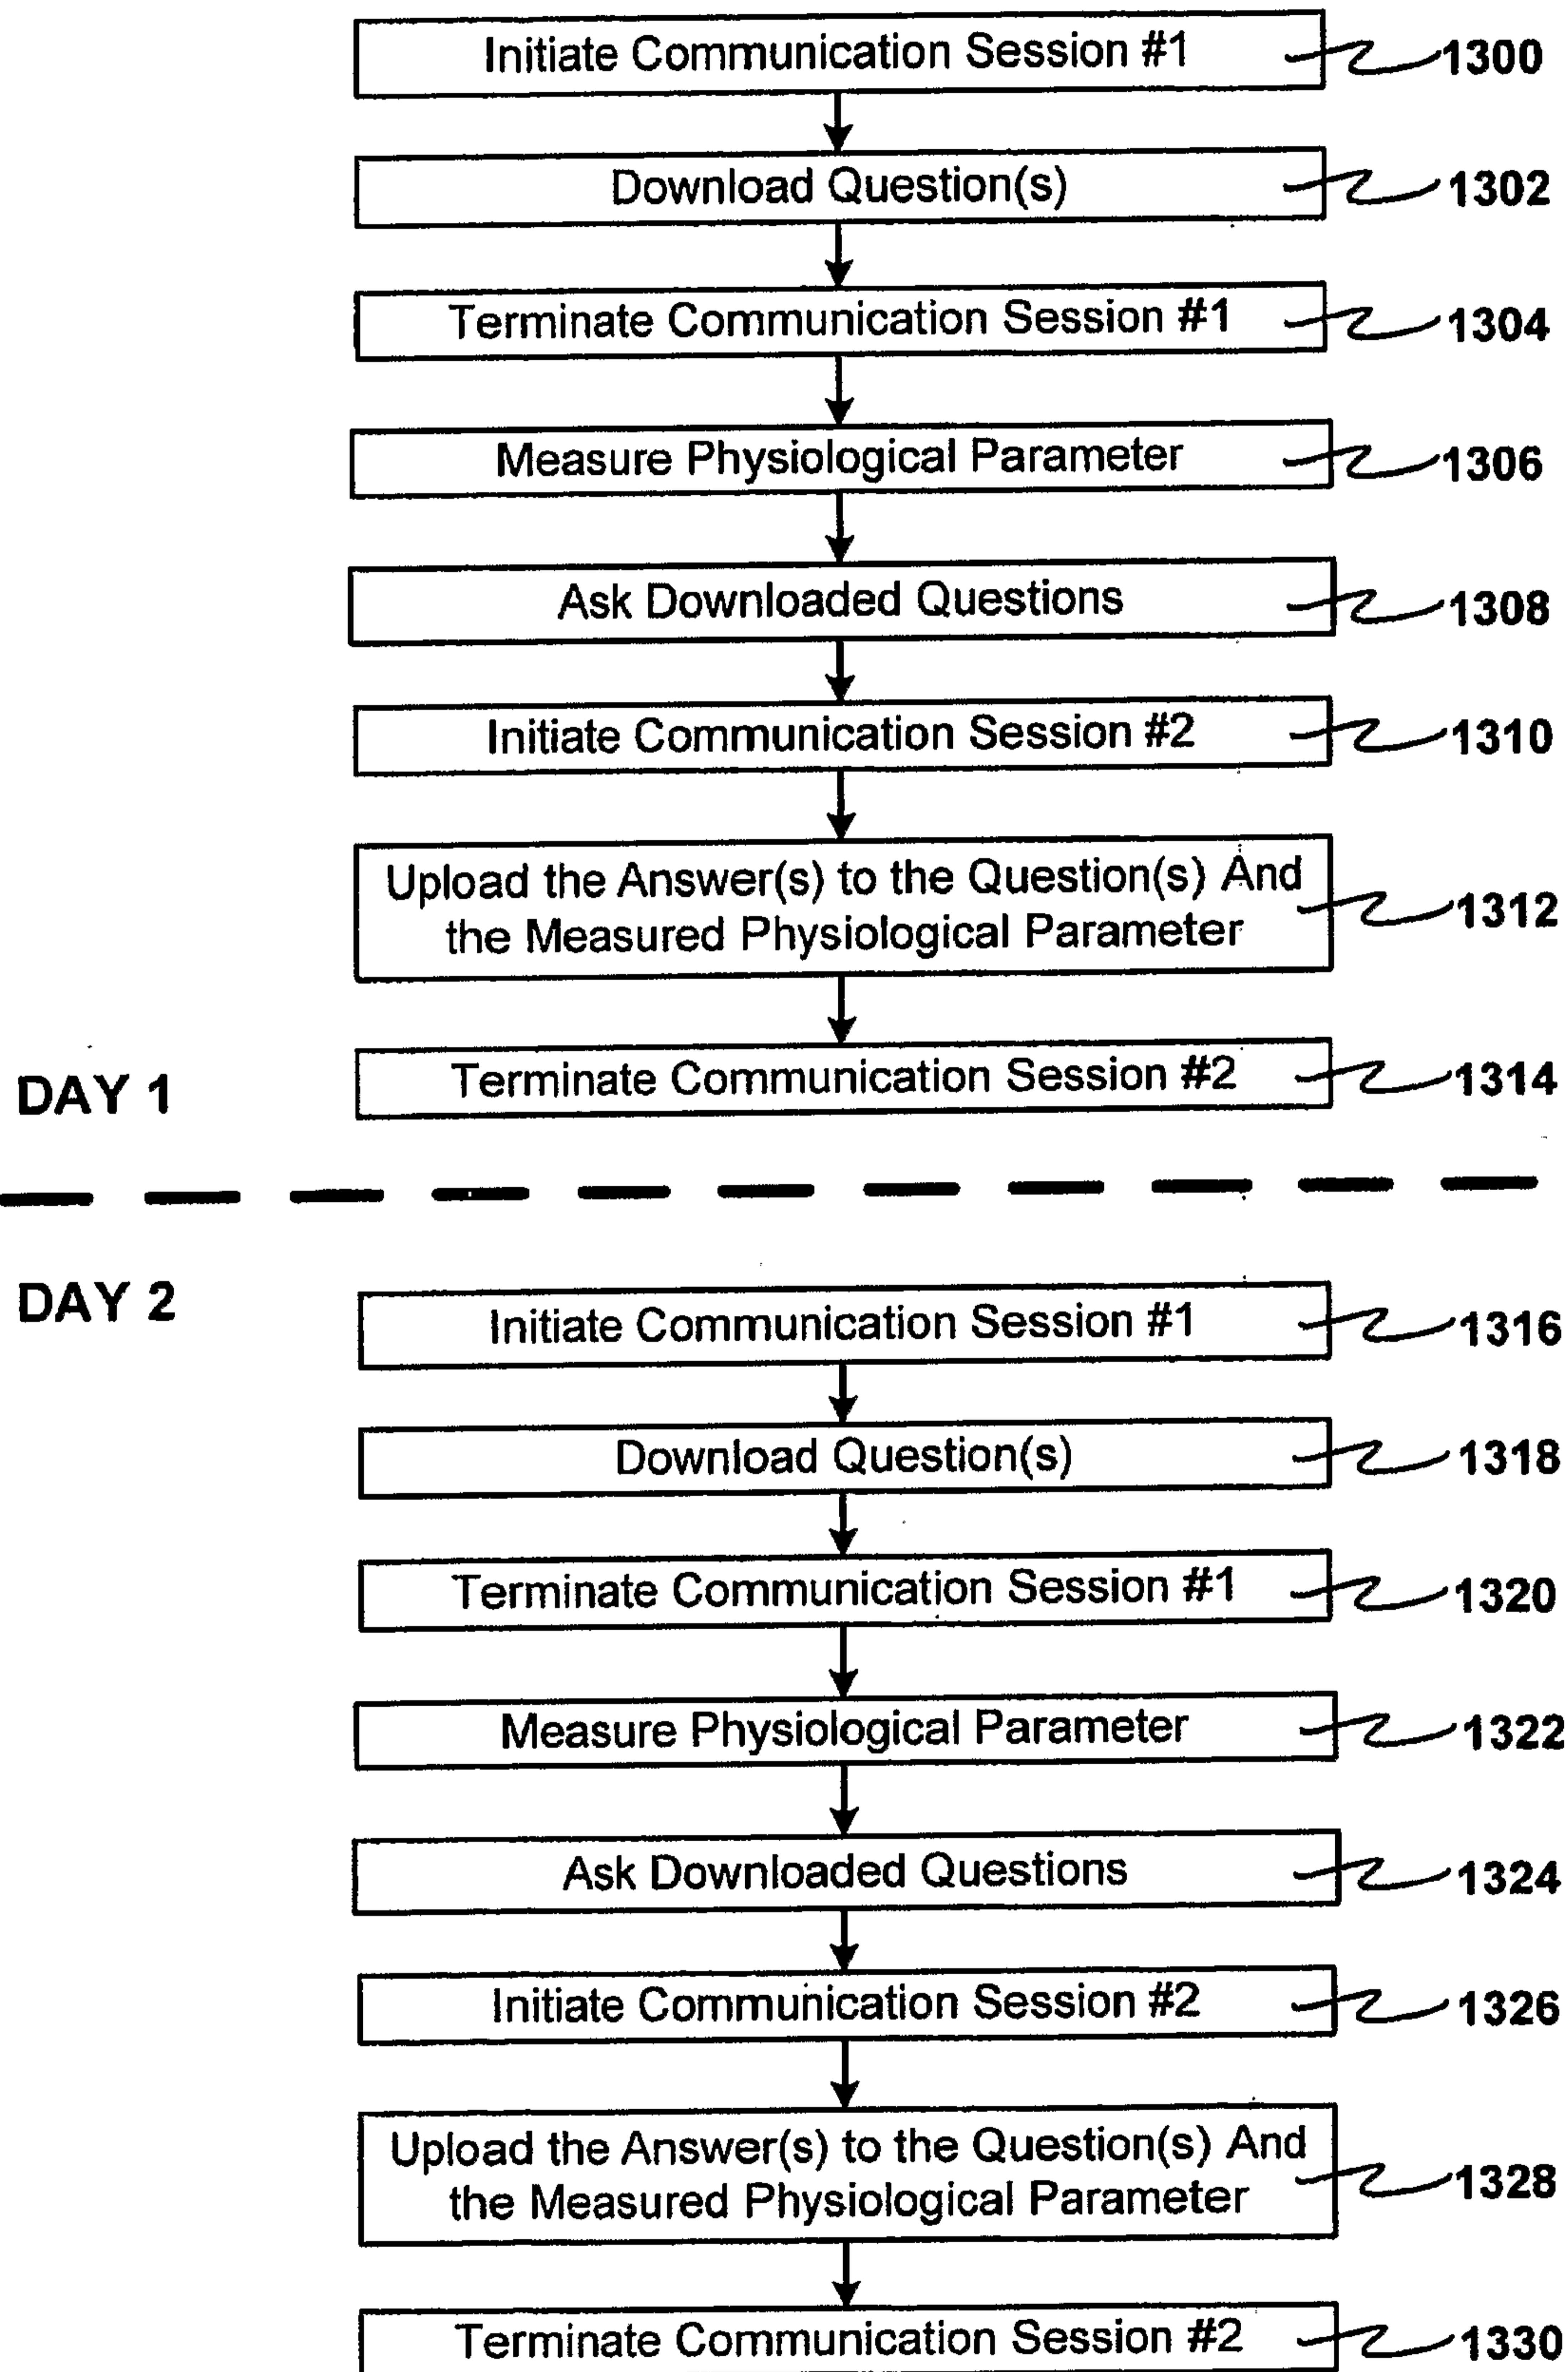 Initiate Communication Session #1 1300
Download Question(s) 1302
Terminate Communication Session #1 1304
Measure Physiological Parameter 1306
Ask Downloaded Questions 1308
Initiate Communication Session #2 1310
Upload the Answer(s) to the Question(s) And
the Measured Physiological Parameter 1312
Terminate Communication Session #2 1314
DAY 1
DAY 2
Initiate Communication Session #1 1316
Download Question(s) 1318
Terminate Communication Session #1 1320
Measure Physiological Parameter 1322
Ask Downloaded Questions 1324
Initiate Communication Session #2 1326
Upload the Answer(s) to the Question(s) And
the Measured Physiological Parameter 1328
Terminate Communication Session #2 1330